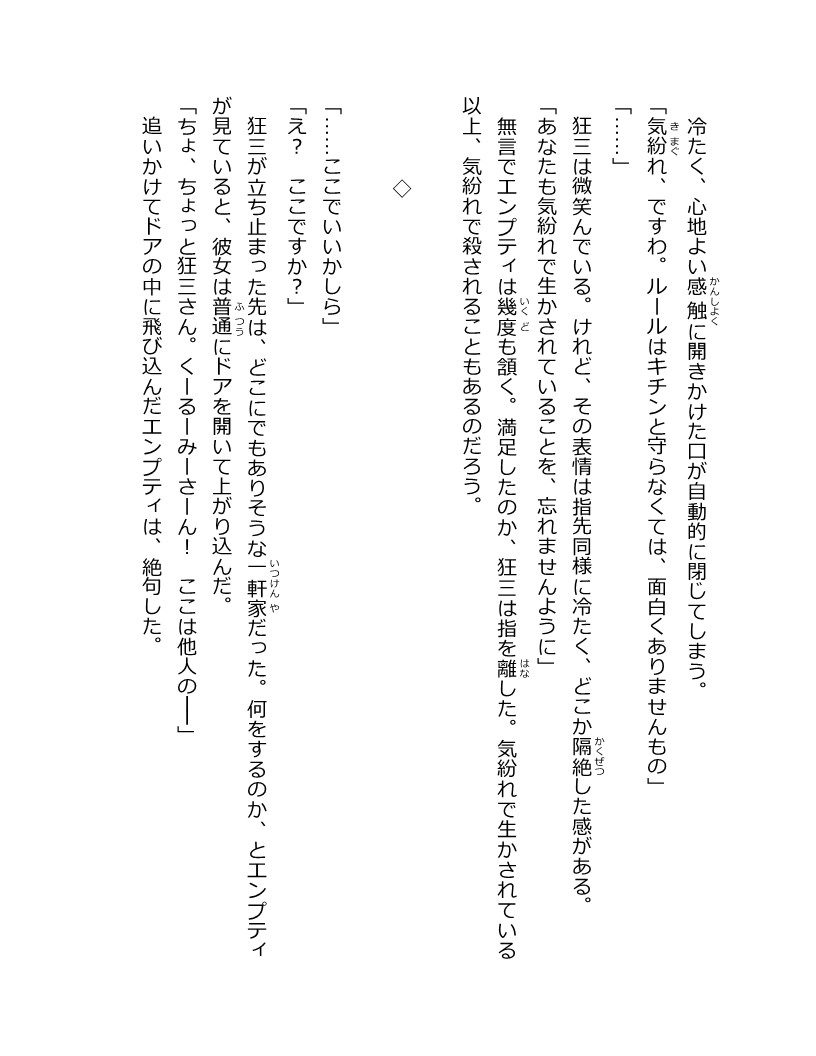 冷たく、心地よい感触に開きかけた口が自動的に閉じてしまう。
「気紛れ、ですわ。ルールはキチンと守らなくては、面白くありませんもの」
「……」
狂三は微笑んでいる。けれど、その表情は指先同様に冷たく、どこか隔絶した感がある。
「あなたも気紛れで生かされていることを、忘れませんように」
無言でエンプティは幾度も頷く。満足したのか、狂三は指を離した。気紛れで生かされている
以上、気紛れで殺されることもあるのだろう。
◇
「……ここでいいかしら」
「え？　ここですか？」
狂三が立ち止まった先は、どこにでもありそうな一軒家だった。何をするのか、とエンプティ
が見ていると、彼女は普通にドアを開いて上がり込んだ。
「ちょ、ちょっと狂三さん。くーるーみーさーん！　ここは他人の――」
追いかけてドアの中に飛び込んだエンプティは、絶句した。